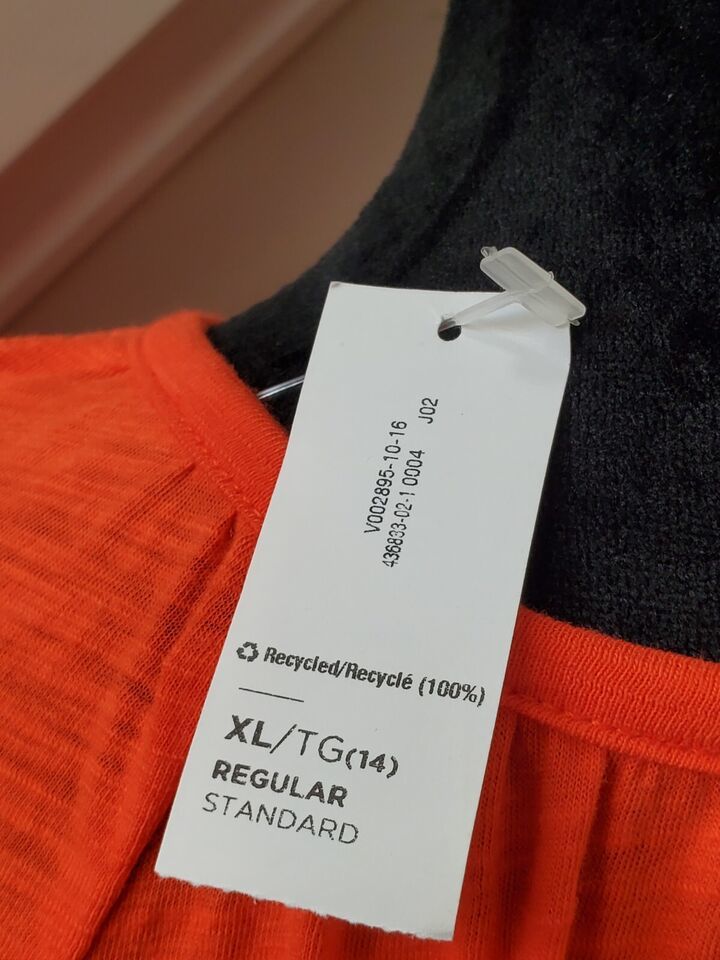 V002895-10-16
436833-02-1 0004 J02
Recycled/Recyclé (100%)
XL/TG(14)
REGULAR
STANDARD